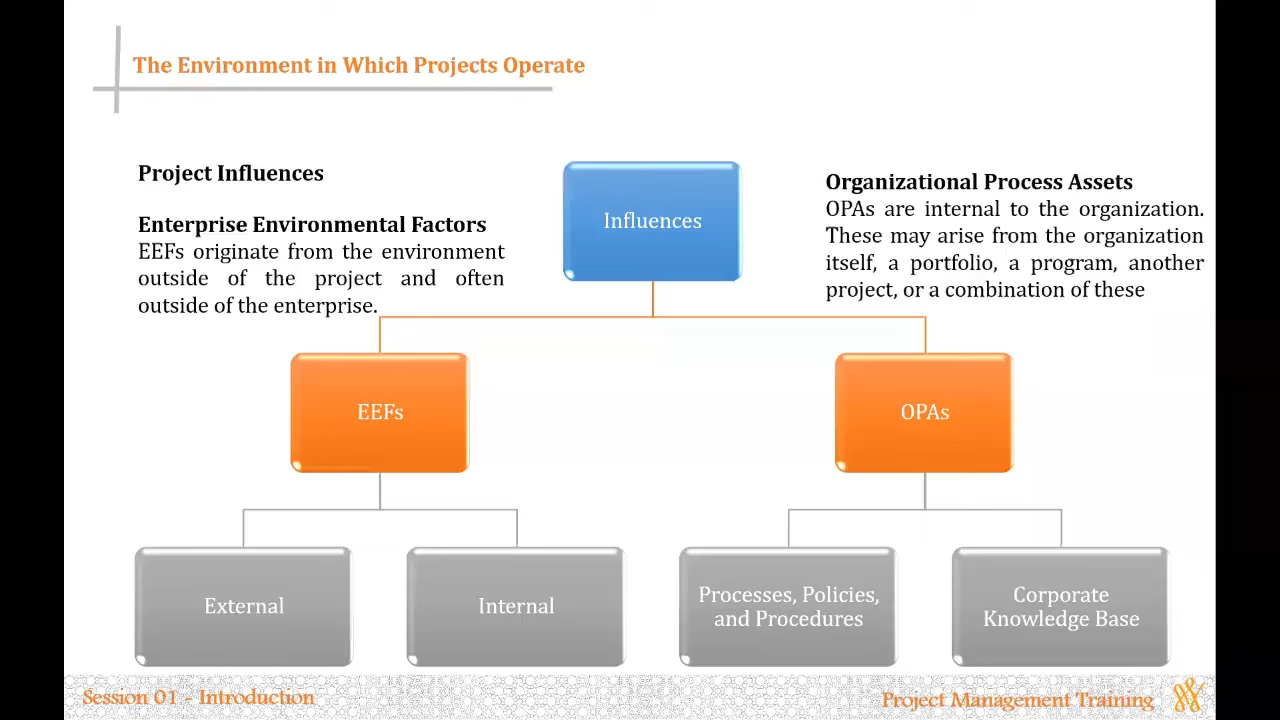 The Environment in Which Projects Operate
Project Influences
Enterprise Environmental Factors
EEFs originate from the environment
outside of the project and often
outside of the enterprise.
Influences
Organizational Process Assets
OPAs are internal to the organization.
These may arise from the organization
itself, a portfolio, a program, another
project, or a combination of these
EEFs
OPAs
External
Internal
Processes, Policies,
and Procedures
Corporate
Knowledge Base
Session 01 - Introduction
Project Management Training